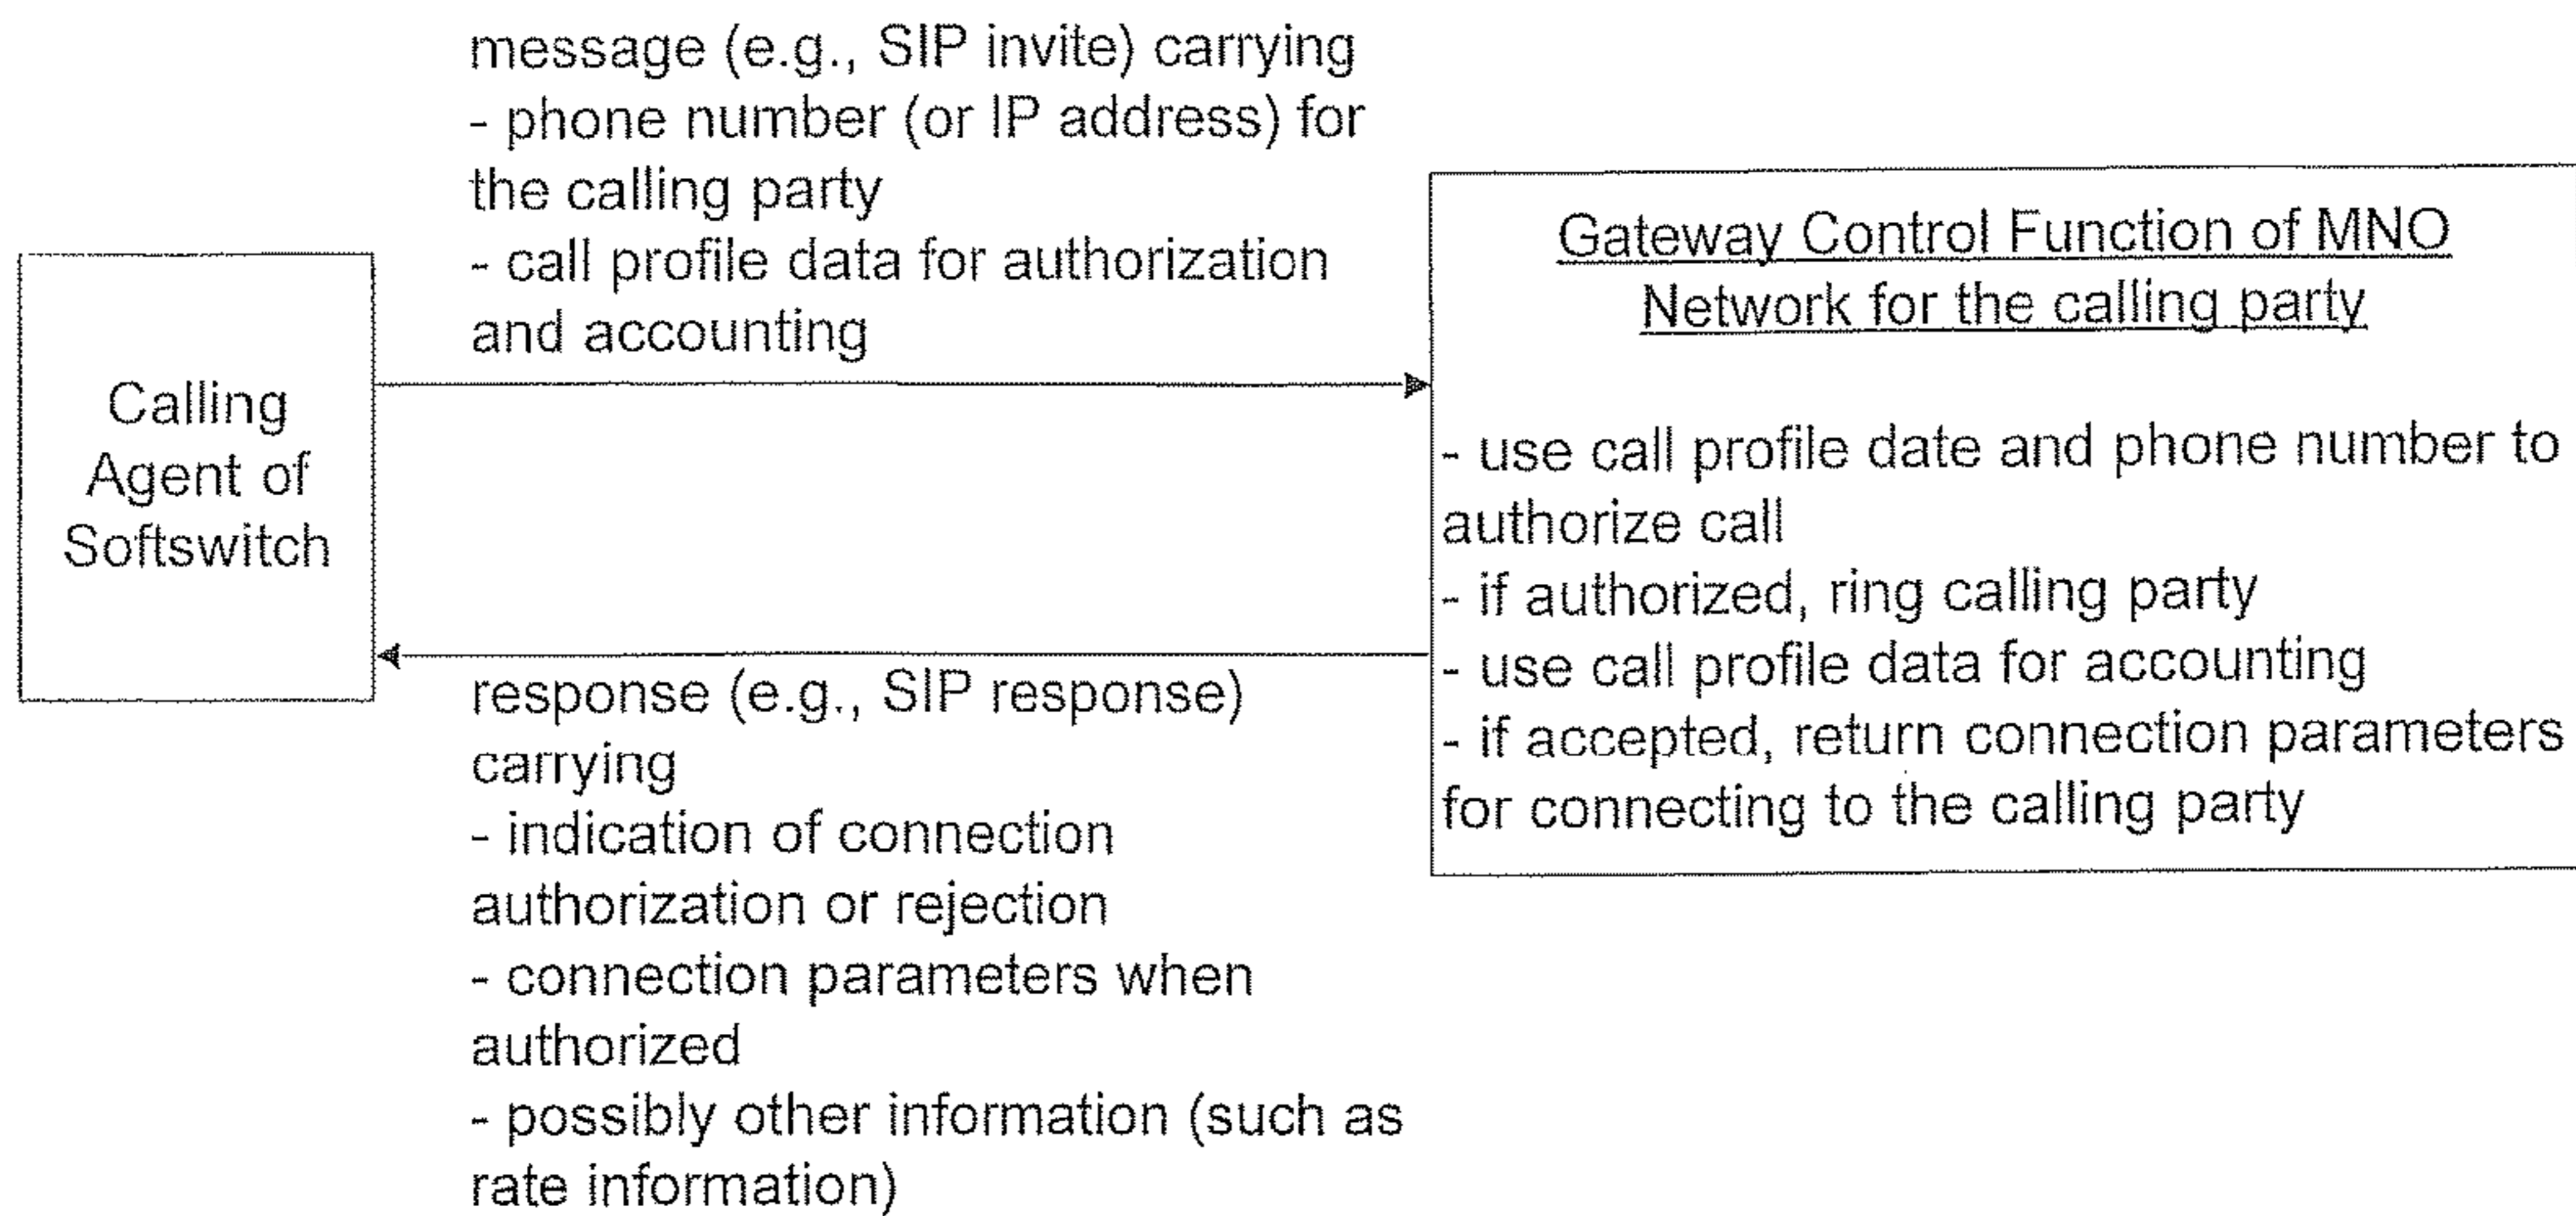 message (e.g., SIP invite) carrying
- phone number (or IP address) for
the calling party
- call profile data for authorization
and accounting
Calling
Agent of
Softswitch
Gateway Control Function of MNO
Network for the calling party
- use call profile date and phone number to
authorize call
- if authorized, ring calling party
- use call profile data for accounting
- if accepted, return connection parameters
for connecting to the calling party
response (e.g., SIP response)
carrying
- indication of connection
authorization or rejection
- connection parameters when
authorized
- possibly other information (such as
rate information)